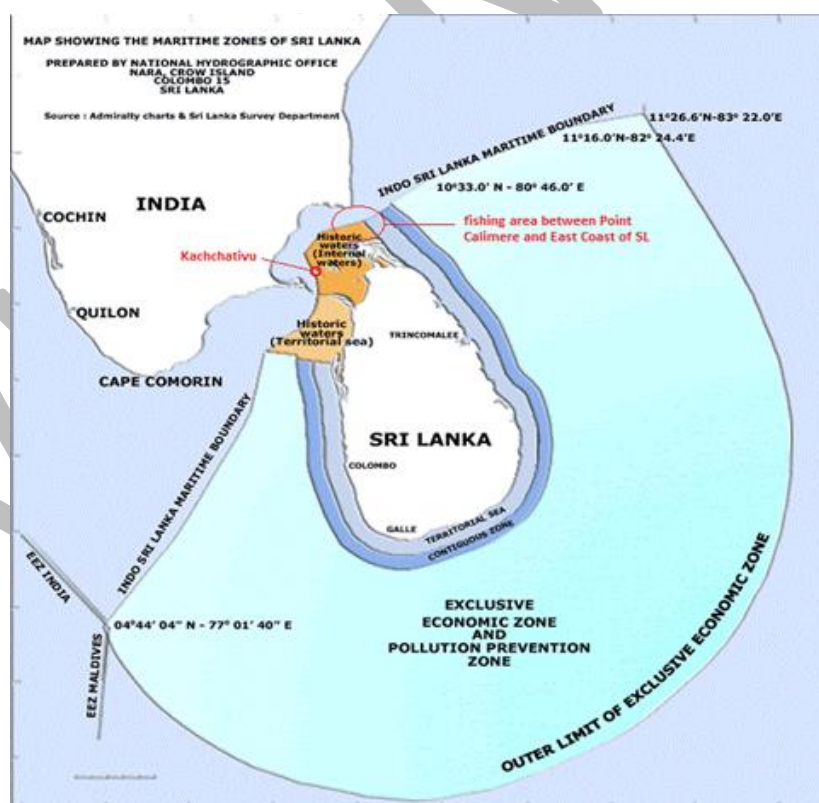 MAP SHOWING THE MARITIME ZONES OF SRI LANKA
PREPARED BY NATIONAL HYDROGRAPHIC OFFICE
NARA, CROW ISLAND
COLOMBO 15
SRI LANKA
Source : Admiralty charts & Sri Lanka Survey Department
INDO SRI LANKA MARITIME BOUNDARY
11°26.6'N-83° 22.0'E
11°16.0'N-82° 24.4'E
10°33.0' N - 80° 46.0' E
INDIA
COCHIN
fishing area between Point
Calimere and East Coast of SL
Historic
waters
(Internal
waters)
Kachchativu
QUILON
Historic
waters
(Territorial sea)
TRINCOMALEE
CAPE COMORIN
SRI LANKA
COLOMBO
INDO SRI LANKA MARITIME BOUNDARY
GALLE
TERRITORIAL SEA
CONTIGUOUS ZONE
EEZ INDIA
EXCLUSIVE
ECONOMIC ZONE
AND
POLLUTION PREVENTION
ZONE
04°44' 04" N - 77° 01' 40" E
EEZ MALDIVES
OUTER LIMIT OF EXCLUSIVE ECONOMIC ZONE